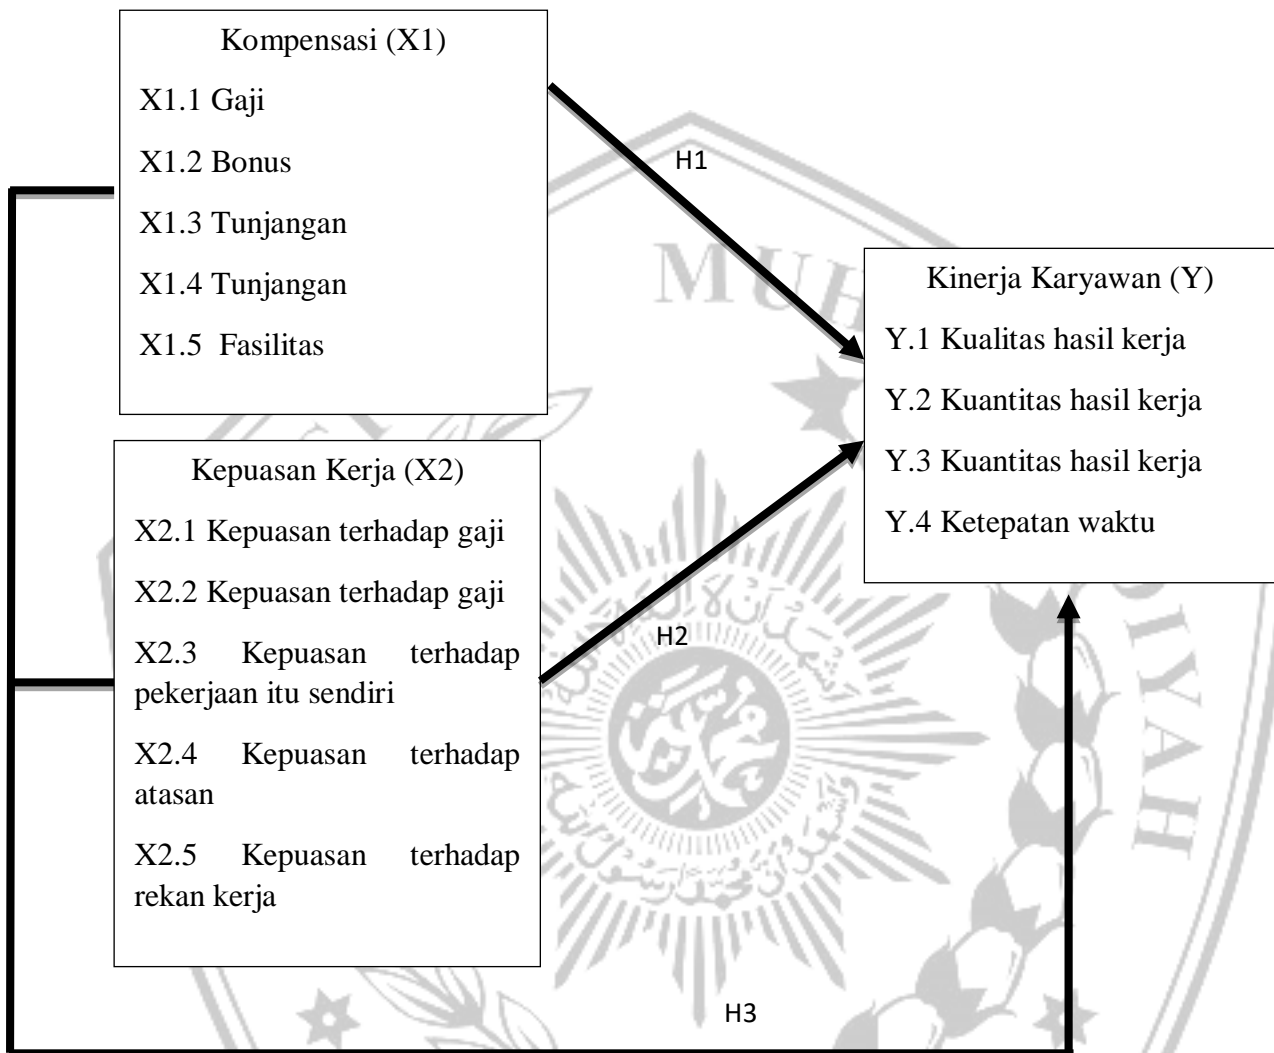 Kompensasi (X1)
X1.1 Gaji
X1.2 Bonus
X1.3 Tunjangan
X1.4 Tunjangan
X1.5 Fasilitas
H1
MUH
Kinerja Karyawan (Y)
Y.1 Kualitas hasil kerja
Y.2 Kuantitas hasil kerja
Y.3 Kuantitas hasil kerja
Y.4 Ketepatan waktu
Kepuasan Kerja (X2)
X2.1 Kepuasan terhadap gaji
X2.2 Kepuasan terhadap gaji
X2.3 Kepuasan terhadap
pekerjaan itu sendiri
X2.4 Kepuasan terhadap
atasan
X2.5 Kepuasan terhadap
rekan kerja
H2
DIYAH
H3